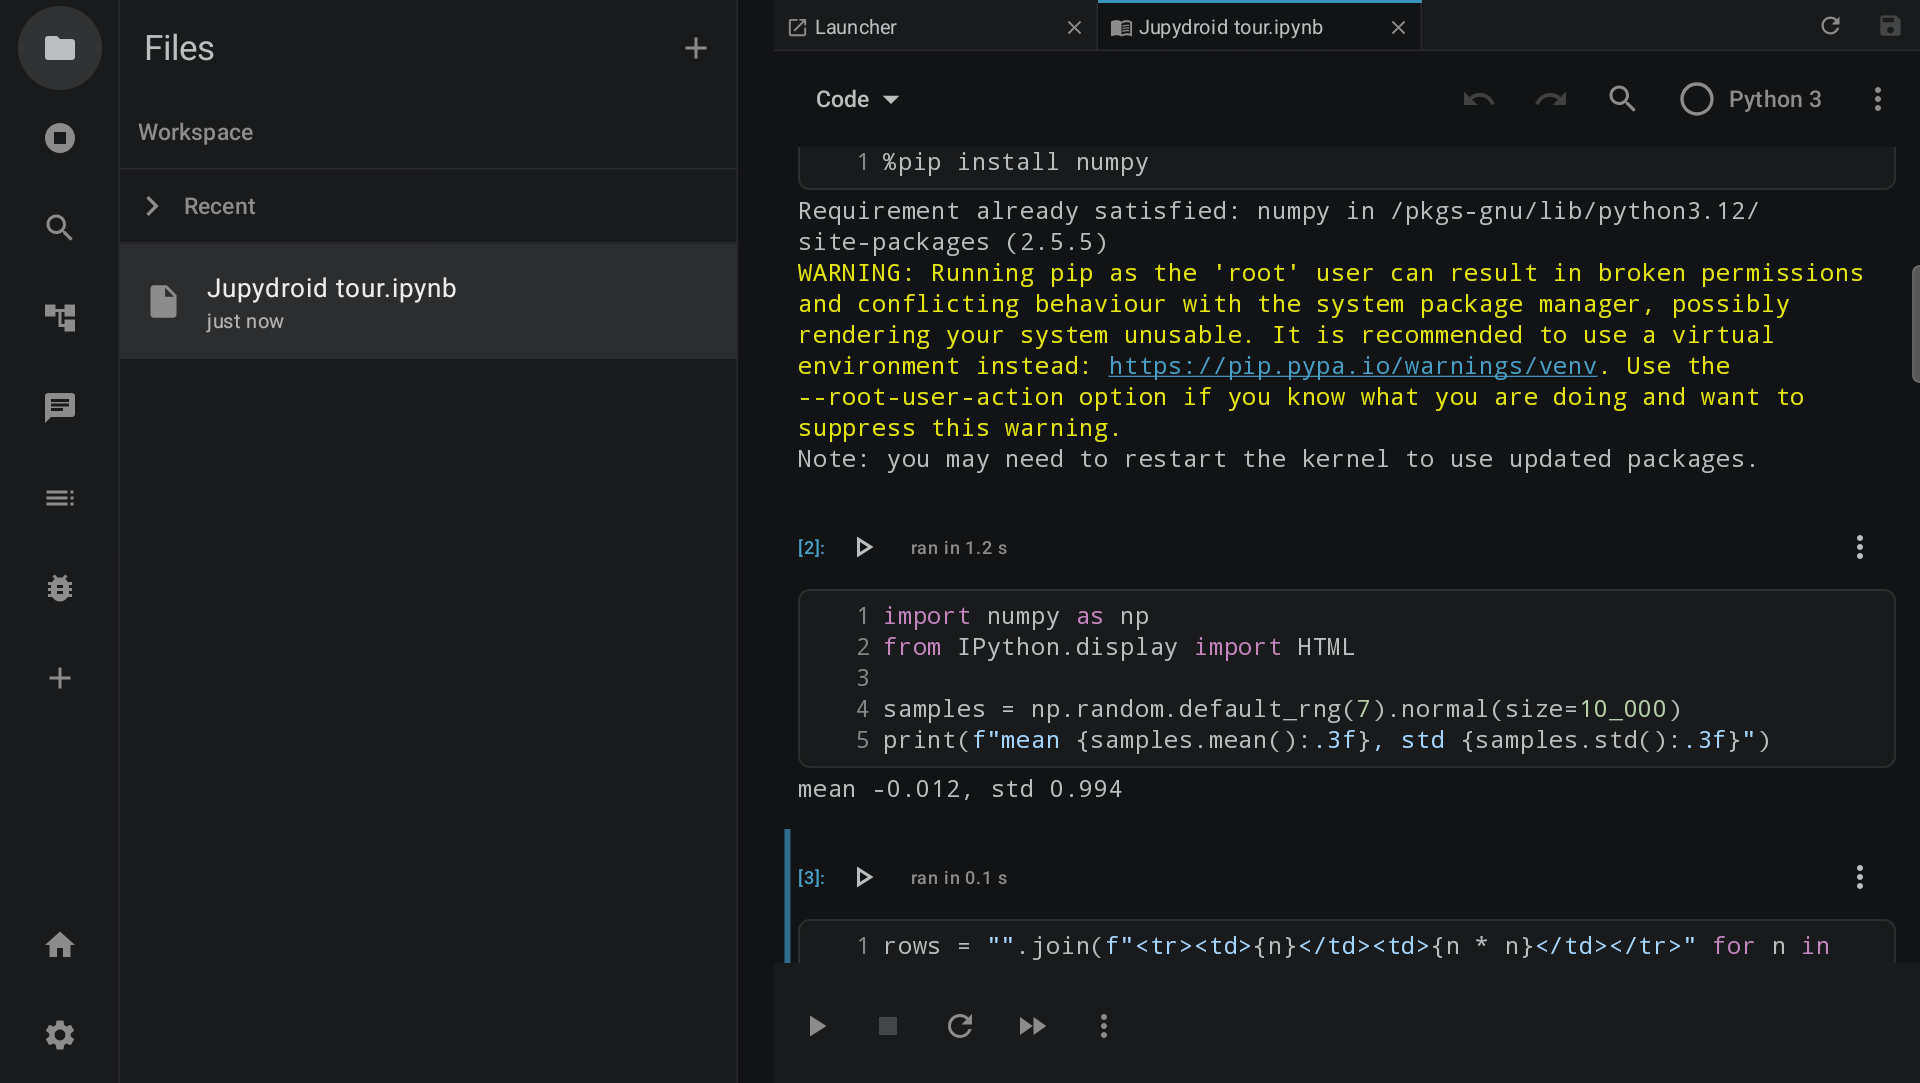 Files
Workspace
Recent
Jupydroid tour.ipynb
just now
Launcher
Jupydroid tour.ipynb
Code
Python 3
1 %pip install numpy
Requirement already satisfied: numpy in /pkgs-gnu/lib/python3.12/
site-packages (2.5.5)
WARNING: Running pip as the 'root' user can result in broken permissions
and conflicting behaviour with the system package manager, possibly
rendering your system unusable. It is recommended to use a virtual
environment instead: https://pip.pypa.io/warnings/venv. Use the
--root-user-action option if you know what you are doing and want to
suppress this warning.
Note: you may need to restart the kernel to use updated packages.
[2]: ran in 1.2 s
1 import numpy as np
2 from IPython.display import HTML
3
4 samples = np.random.default_rng(7).normal(size=10_000)
5 print(f"mean {samples.mean():.3f}, std {samples.std():.3f}")
mean -0.012, std 0.994
[3]: ran in 0.1 s
1 rows = "".join(f"<tr><td>{n}</td><td>{n * n}</td></tr>" for n in